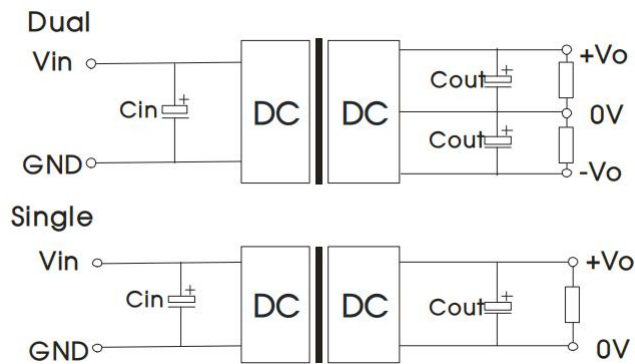 Dual
Vin
+Vo
Cin
+
DC
DC
Cout
+
0V
Cout
+
GND
-Vo
Single
Vin
+Vo
Cin
+
DC
DC
Cout
+
GND
0V